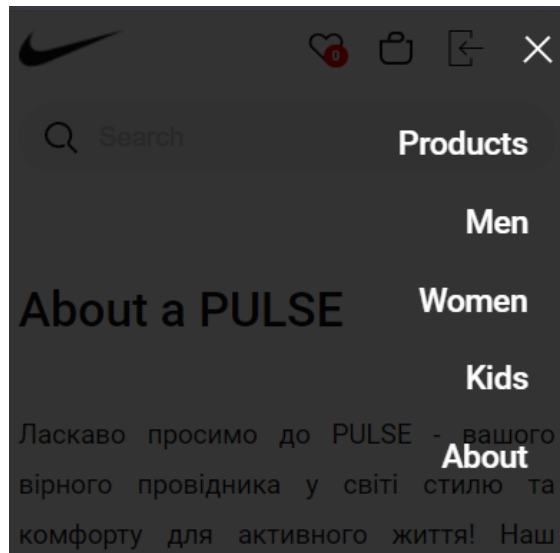 0
Search
Products
Men
Women
Kids
About
About a PULSE
Ласкаво просимо до PULSE - вашого
вірного провідника у світі стилю та
комфорту для активного життя! Наш